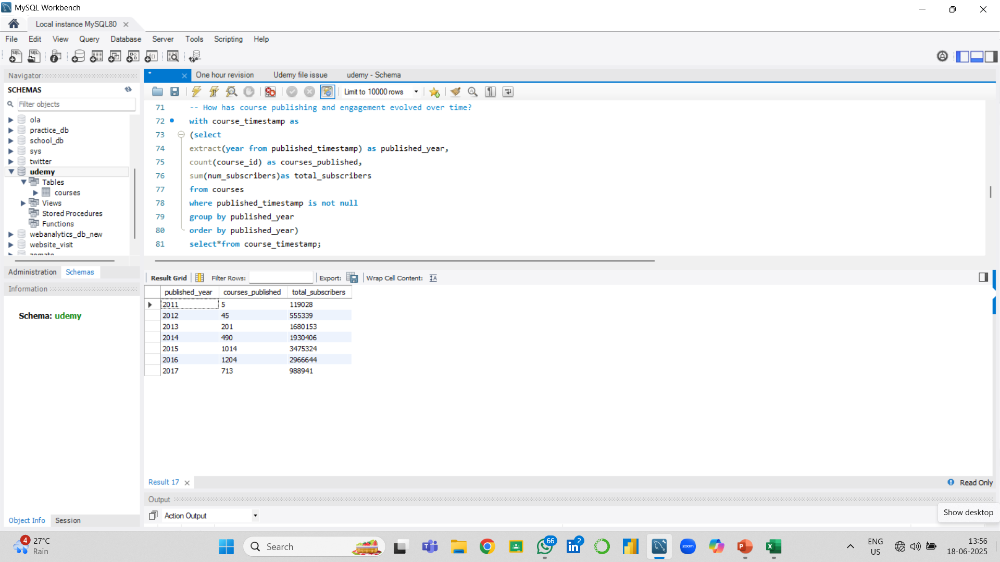 MySQL Workbench
Local instance MySQL80
File Edit View Query Database Server Tools Scripting Help
Navigator
SCHEMAS
Filter objects
ola
practice_db
school_db
sys
twitter
udemy
Tables
courses
Views
Stored Procedures
Functions
webanalytics_db_new
website_visit
zomato
Administration Schemas
Information
Schema: udemy
Object Info Session
One hour revision Udemy file issue udemy - Schema
Limit to 10000 rows
71 -- How has course publishing and engagement evolved over time?
72 with course_timestamp as
73 (select
74 extract(year from published_timestamp) as published_year,
75 count(course_id) as courses_published,
76 sum(num_subscribers)as total_subscribers
77 from courses
78 where published_timestamp is not null
79 group by published_year
80 order by published_year)
81 select*from course_timestamp;
Result Grid Filter Rows: Export: Wrap Cell Content:
published_year courses_published total_subscribers
2011 5 119028
2012 45 555339
2013 201 1680153
2014 490 1930406
2015 1014 3475324
2016 1204 2966644
2017 713 988941
Result 17 Read Only
Output
Action Output
Show desktop
4 27°C
Rain
Search
66
2
zoom
ENG
US
13:56
18-06-2025